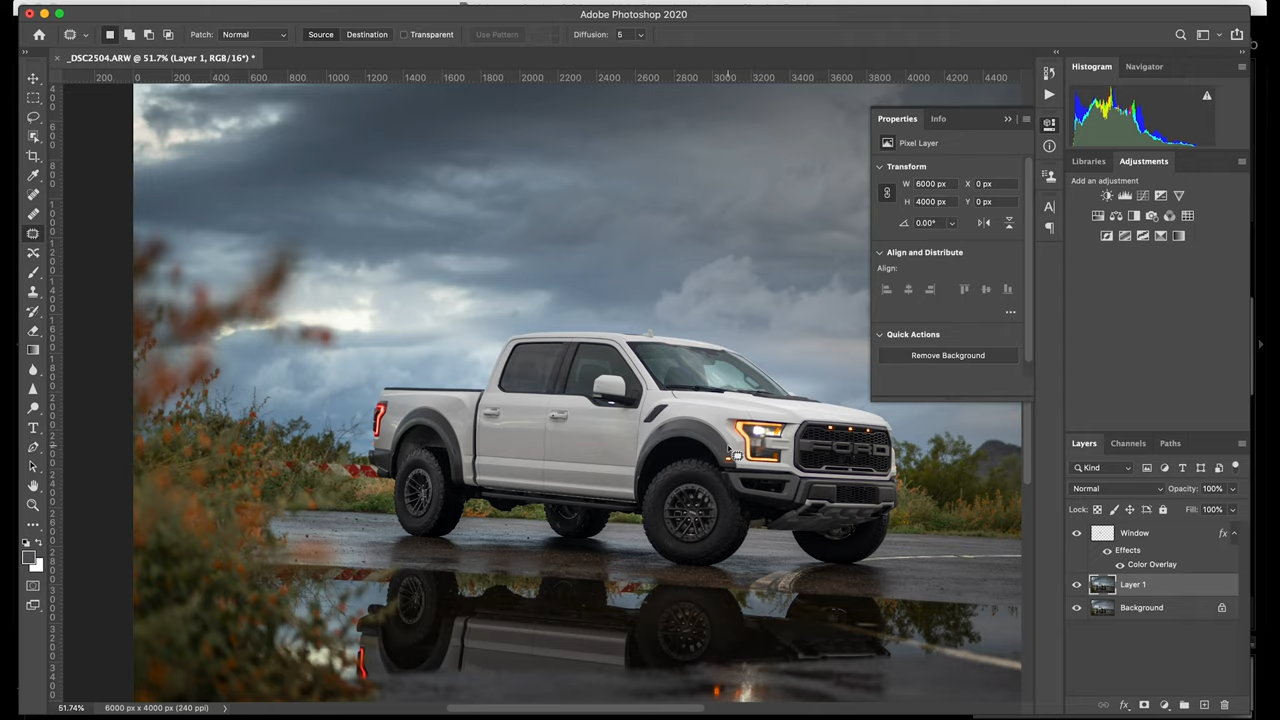 Adobe Photoshop 2020
Patch: Normal Source Destination Transparent Use Pattern Diffusion: 5
× _DSC2504.ARW @ 51.7% (Layer 1, RGB/16*) *
200 0 200 400 600 800 1000 1200 1400 1600 1800 2000 2200 2400 2600 2800 3000 3200 3400 3600 3800 4000 4200 4400
Histogram Navigator
Properties Info
Pixel Layer
Transform
W 6000 px X 0 px
H 4000 px Y 0 px
0.00°
Align and Distribute
Align:
Quick Actions
Remove Background
Libraries Adjustments
Add an adjustment
FORD
Layers Channels Paths
Kind
Normal Opacity: 100%
Lock: Fill: 100%
Window fx
Effects
Color Overlay
Layer 1
Background
51.74% 6000 px x 4000 px (240 ppi)
fx